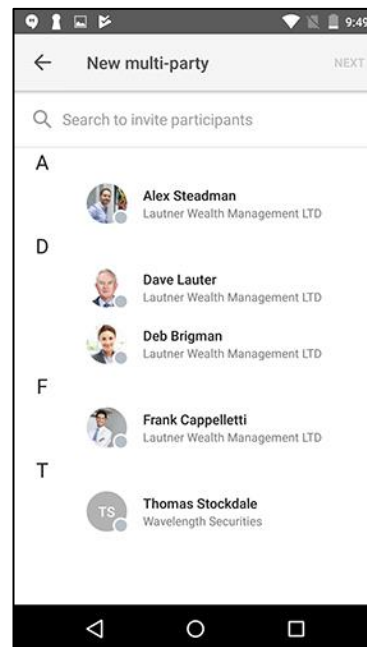 9:49
New multi-party
NEXT
Search to invite participants
A
Alex Steadman
Lautner Wealth Management LTD
D
Dave Lauter
Lautner Wealth Management LTD
Deb Brigman
Lautner Wealth Management LTD
F
Frank Cappelletti
Lautner Wealth Management LTD
T
TS
Thomas Stockdale
Wavelength Securities